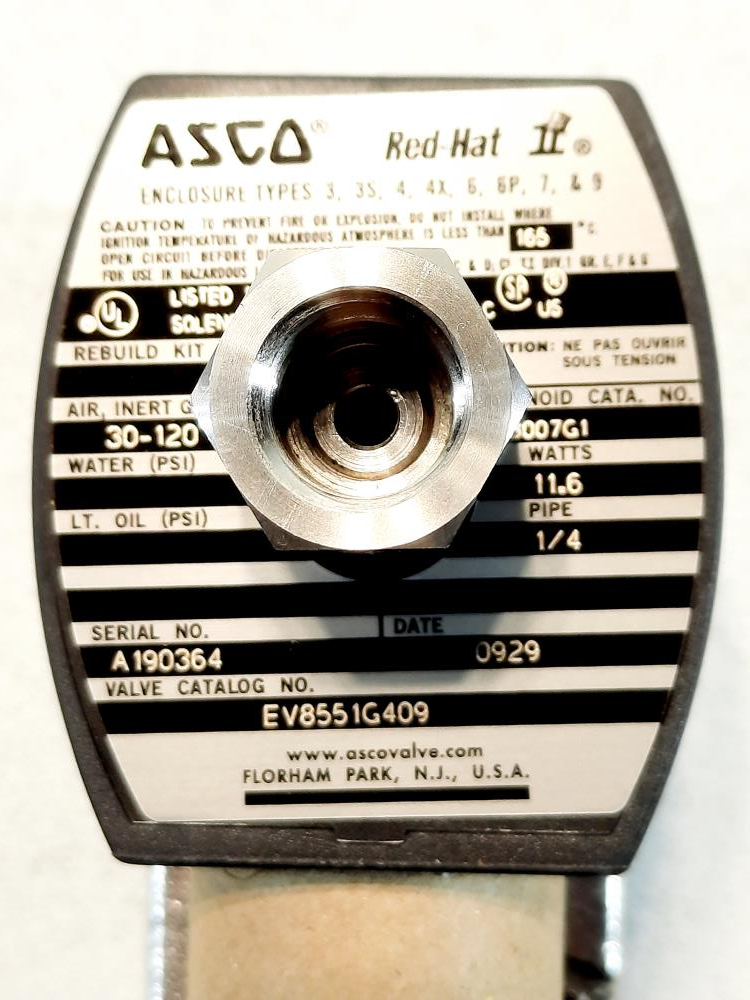 ASCO® Red-Hat II®
ENCLOSURE TYPES 3, 3S, 4, 4X, 6, 6P, 7, & 9
CAUTION: TO PREVENT FIRE OR EXPLOSION, DO NOT INSTALL WHERE
IGNITION TEMPERATURE OF HAZARDOUS ATMOSPHERE IS LESS THAN 165 °C.
OPEN CIRCUIT BEFORE
FOR USE IN HAZARDOUS C & D; DIV.1 GR. E, F & G
UL LISTED SA
C US
REBUILD KIT : NE PAS OUVRIR
SOUS TENSION
AIR, INERT CATA. NO.
30-120 007G1
WATER (PSI) WATTS
11.6
LT. OIL (PSI) PIPE
1/4
SERIAL NO. DATE
A190364 0929
VALVE CATALOG NO.
EV8551G409
www.ascovalve.com
FLORHAM PARK, N.J., U.S.A.